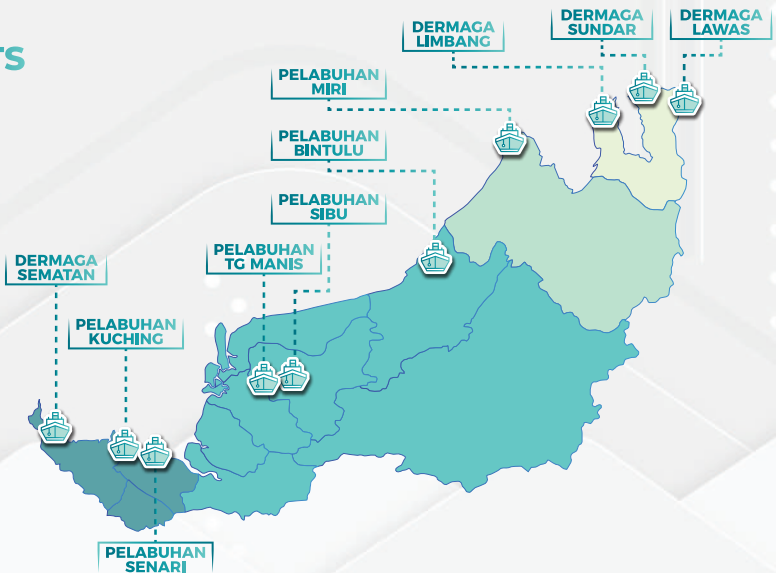 DERMAGA
LIMBANG
DERMAGA
SUNDAR
DERMAGA
LAWAS
PELABUHAN
MIRI
PELABUHAN
BINTULU
PELABUHAN
SIBU
PELABUHAN
TG MANIS
DERMAGA
SEMATAN
PELABUHAN
KUCHING
PELABUHAN
SENARI